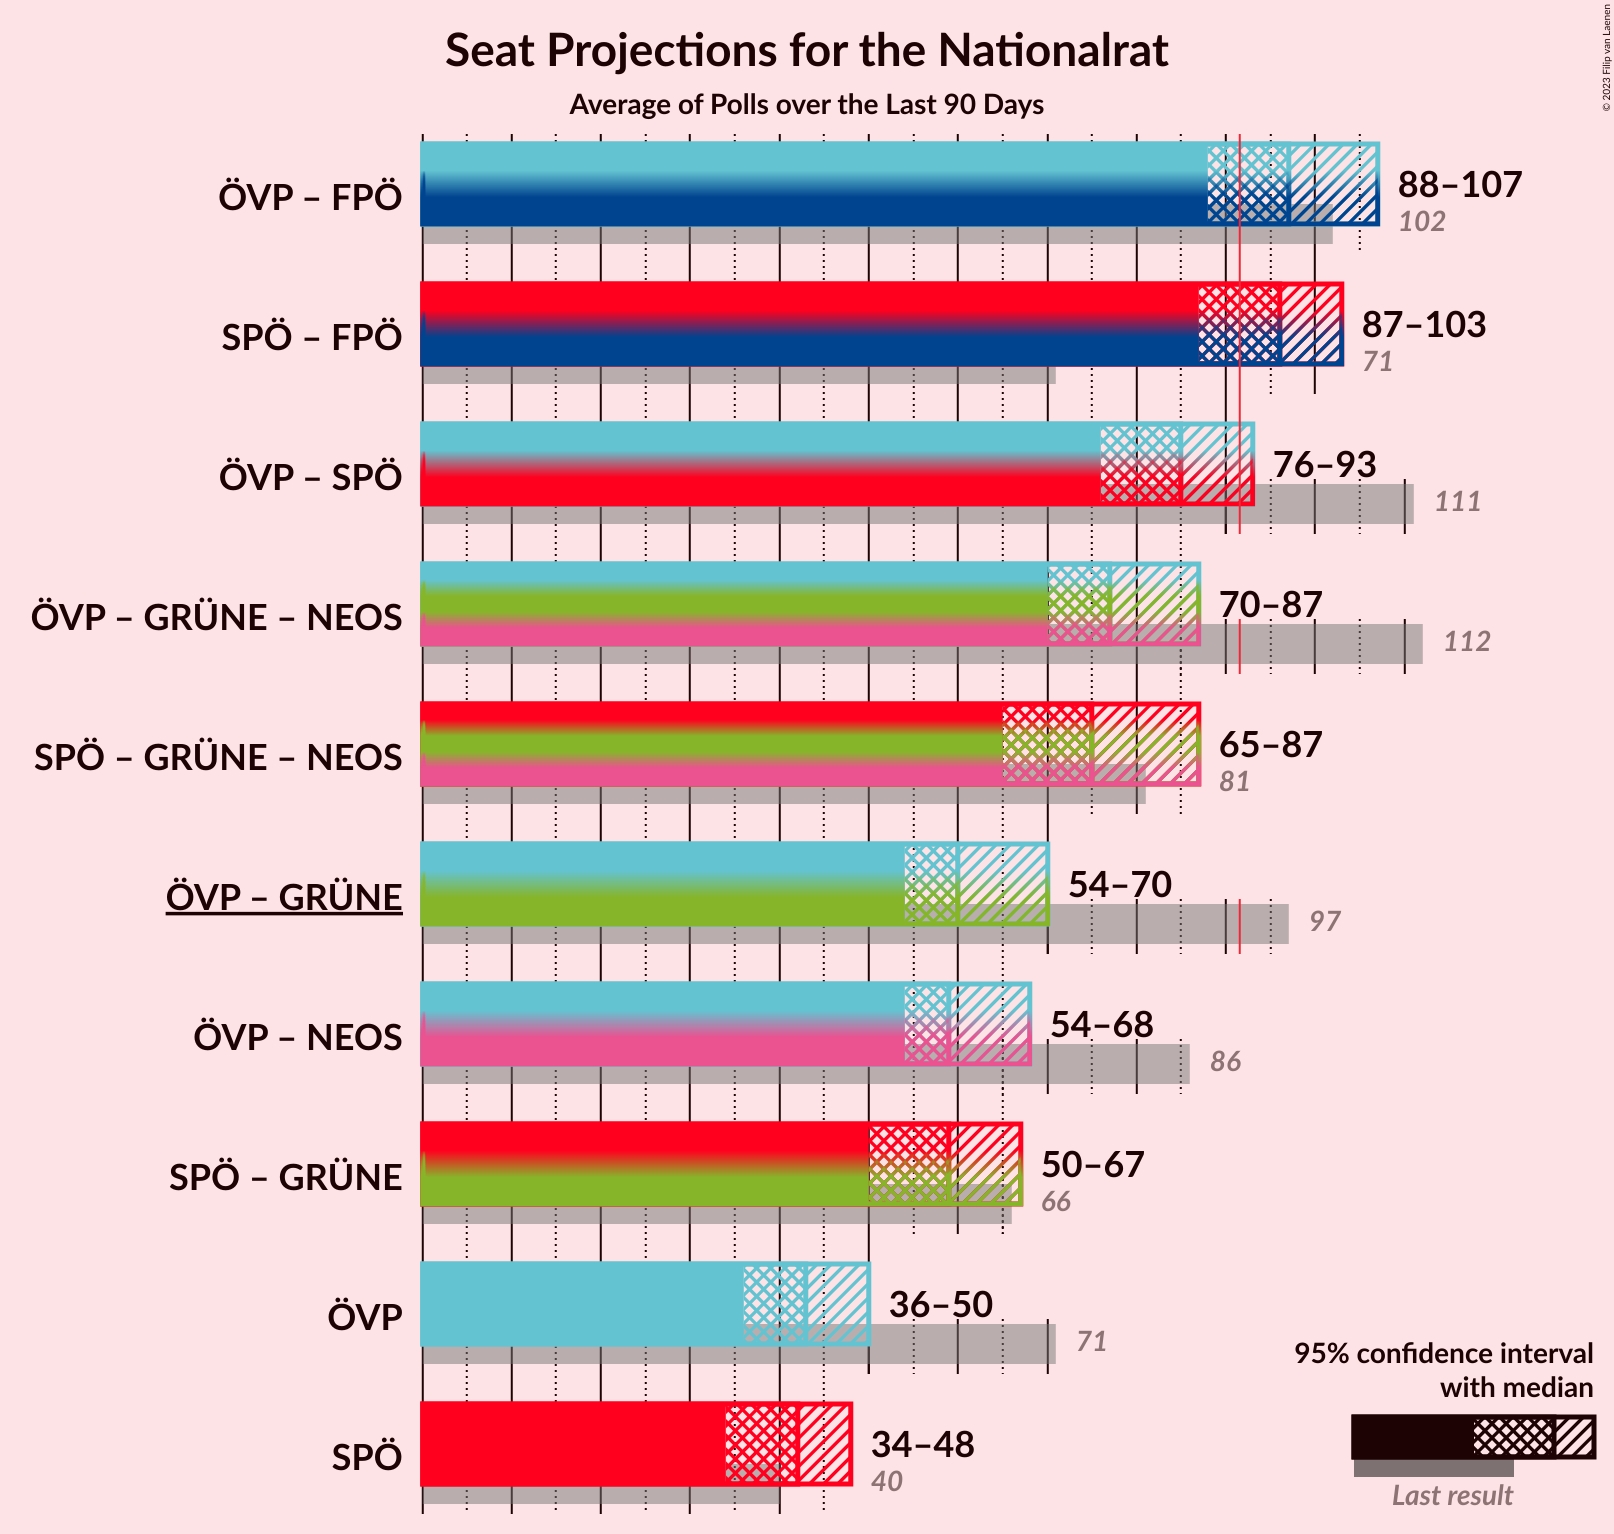 Seat Projections for the Nationalrat
Average of Polls over the Last 90 Days
© 2023 Filip van Laenen
ÖVP – FPÖ
88–107
102
SPÖ – FPÖ
87–103
71
ÖVP – SPÖ
76–93
111
ÖVP – GRÜNE – NEOS
70–87
112
SPÖ – GRÜNE – NEOS
65–87
81
ÖVP – GRÜNE
54–70
97
ÖVP – NEOS
54–68
86
SPÖ – GRÜNE
50–67
66
ÖVP
36–50
71
SPÖ
34–48
40
95% confidence interval
with median
Last result